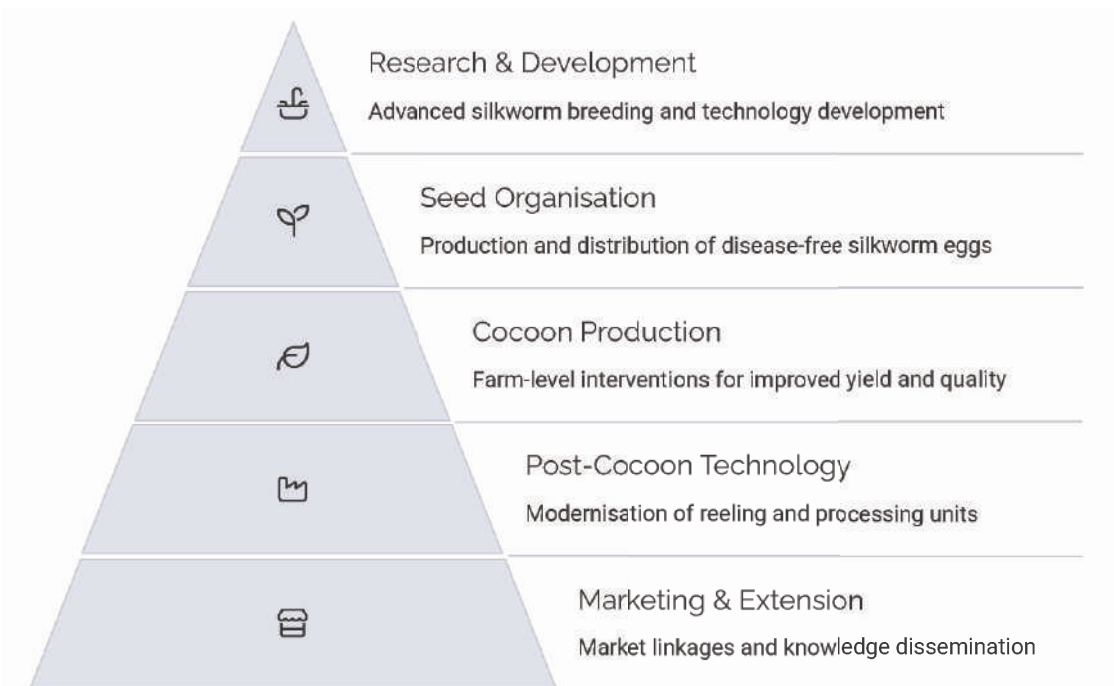 Research & Development
Advanced silkworm breeding and technology development
Seed Organisation
Production and distribution of disease-free silkworm eggs
Cocoon Production
Farm-level interventions for improved yield and quality
Post-Cocoon Technology
Modernisation of reeling and processing units
Marketing & Extension
Market linkages and knowledge dissemination